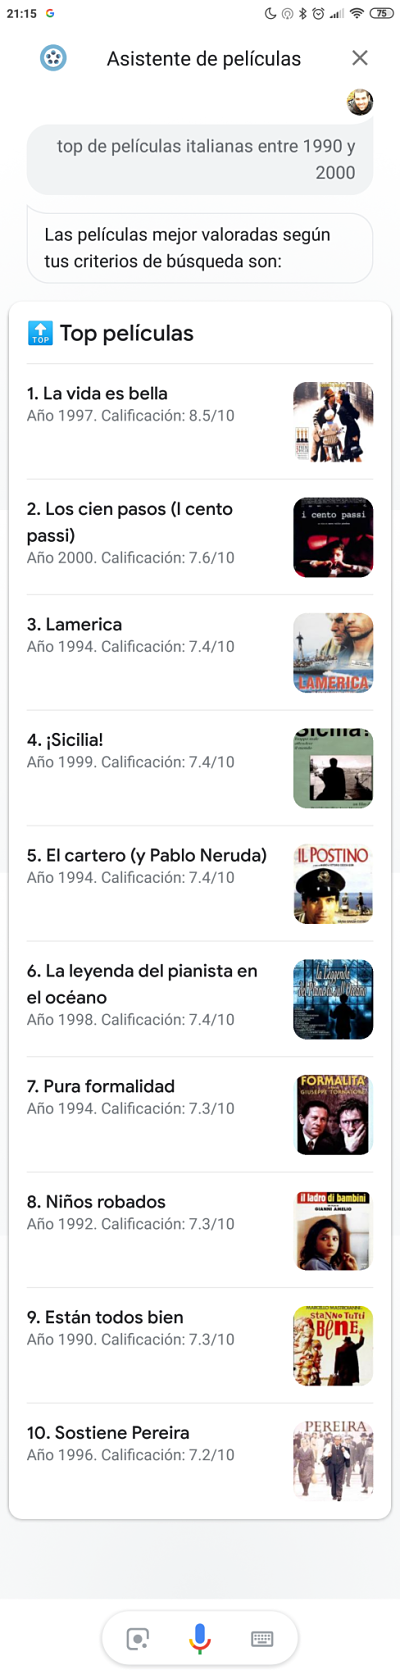 21:15
G
75
Asistente de películas
top de películas italianas entre 1990 y
2000
Las películas mejor valoradas según
tus criterios de búsqueda son:
TOP
Top películas
1. La vida es bella
Año 1997. Calificación: 8.5/10
2. Los cien pasos (I cento
passi)
Año 2000. Calificación: 7.6/10
i cento passi
3. Lamerica
Año 1994. Calificación: 7.4/10
LAMERICA
4. ¡Sicilia!
Año 1999. Calificación: 7.4/10
Sicilia!
5. El cartero (y Pablo Neruda)
Año 1994. Calificación: 7.4/10
IL POSTINO
6. La leyenda del pianista en
el océano
Año 1998. Calificación: 7.4/10
la Leggenda
del Pianista sull'Oceano
7. Pura formalidad
Año 1994. Calificación: 7.3/10
FORMALITÀ
GIUSEPPE TORNATORE
8. Niños robados
Año 1992. Calificación: 7.3/10
il ladro di bambini
GIANNI AMELIO
9. Están todos bien
Año 1990. Calificación: 7.3/10
MARCELLO MASTROIANNI
STANNO TUTTI
BENE
10. Sostiene Pereira
Año 1996. Calificación: 7.2/10
PEREIRA